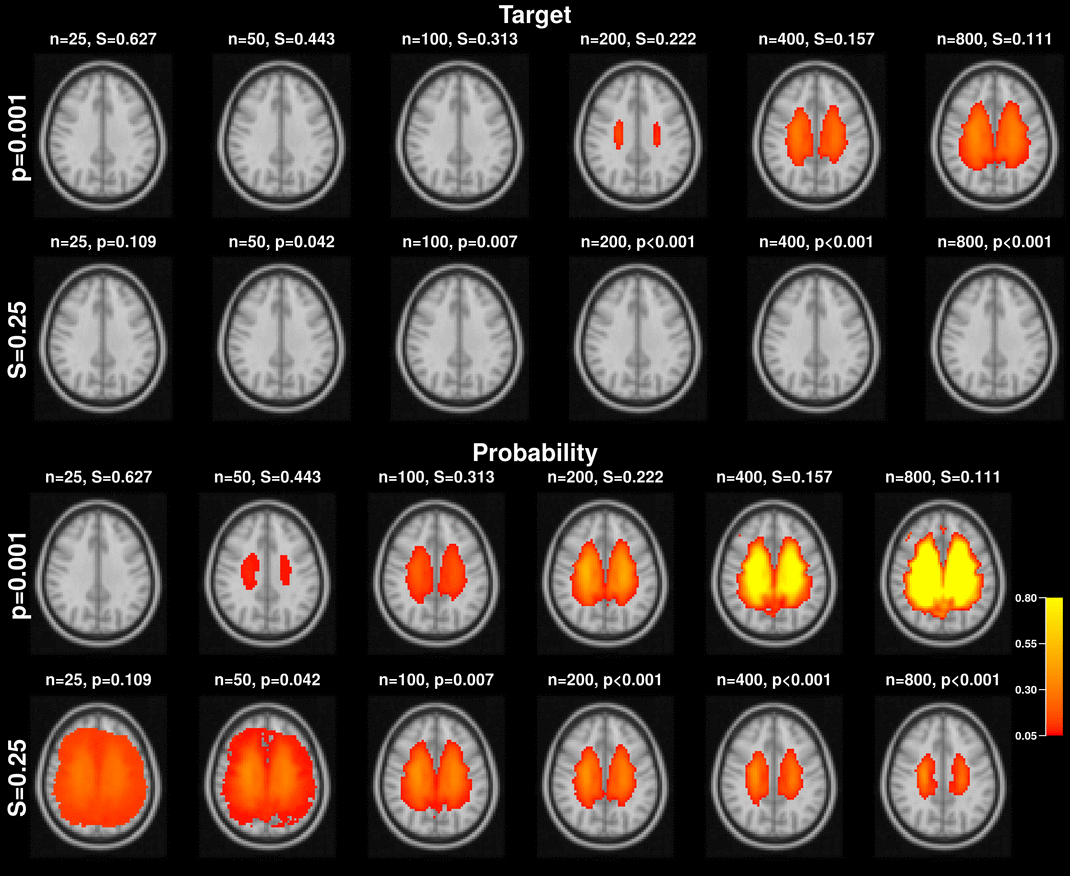 Target
n=25, S=0.627 n=50, S=0.443 n=100, S=0.313 n=200, S=0.222 n=400, S=0.157 n=800, S=0.111
p=0.001
n=25, p=0.109 n=50, p=0.042 n=100, p=0.007 n=200, p<0.001 n=400, p<0.001 n=800, p<0.001
S=0.25
Probability
n=25, S=0.627 n=50, S=0.443 n=100, S=0.313 n=200, S=0.222 n=400, S=0.157 n=800, S=0.111
p=0.001
0.80
0.55
0.30
0.05
n=25, p=0.109 n=50, p=0.042 n=100, p=0.007 n=200, p<0.001 n=400, p<0.001 n=800, p<0.001
S=0.25